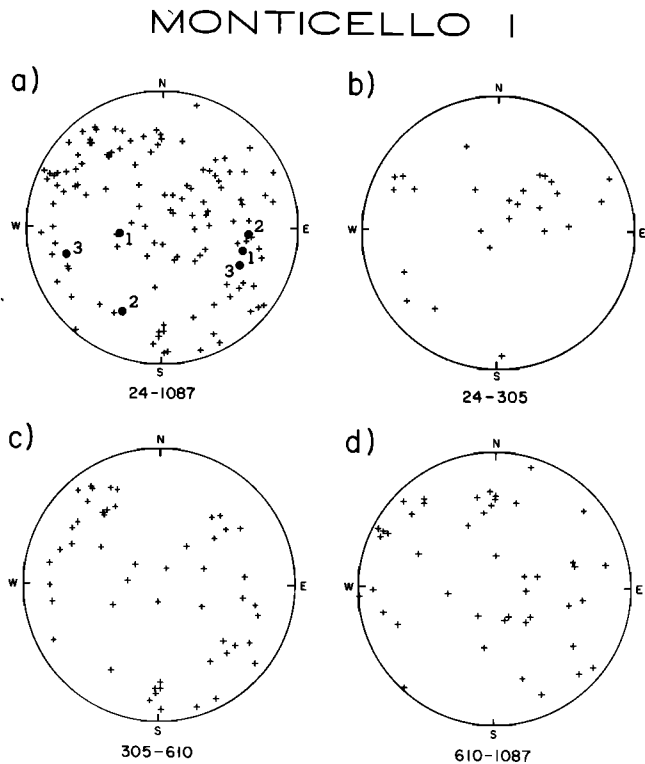 MONTICELLO I
a)
N
W
E
S
1
2
3
1
2
3
24-1087
b)
N
W
E
S
24-305
c)
N
W
E
S
305-610
d)
N
W
E
S
610-1087